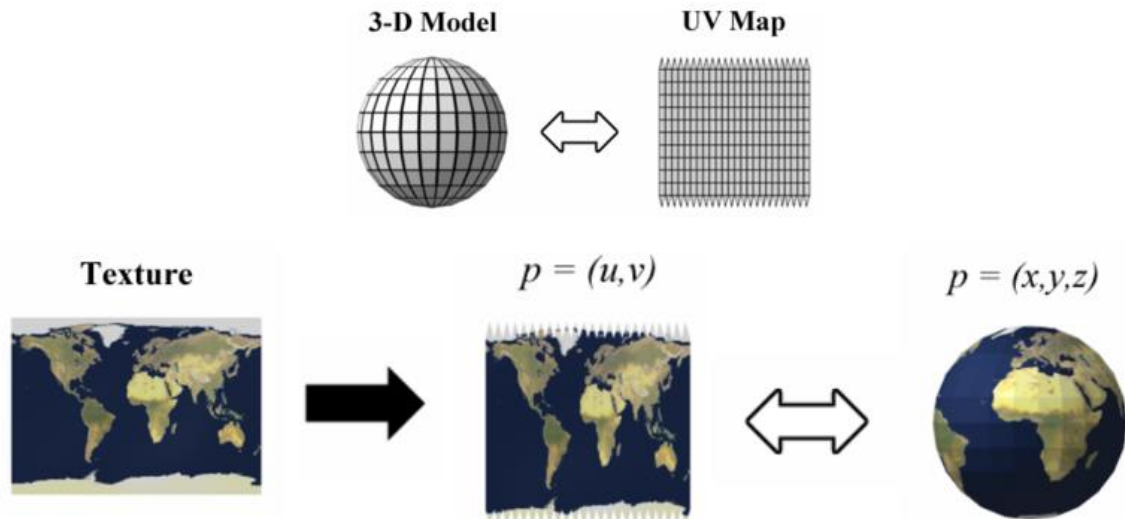 3-D Model
UV Map
Texture
p = (u,v)
p = (x,y,z)